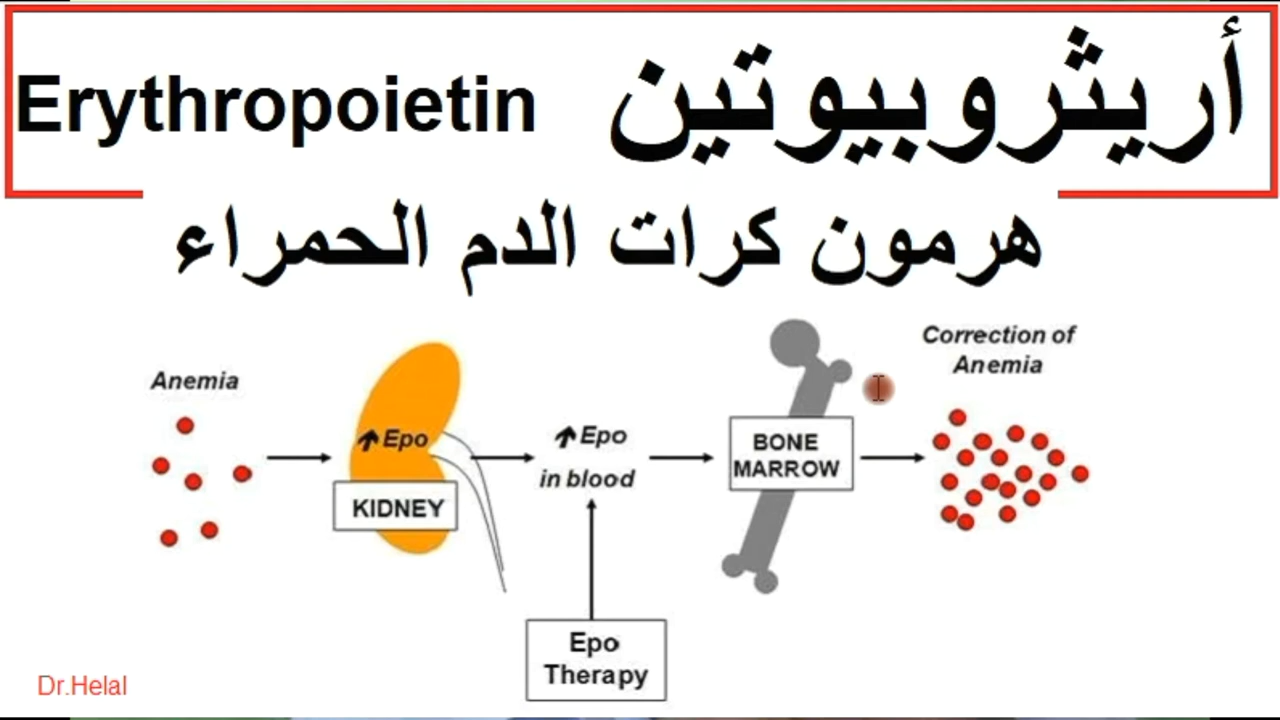 Erythropoietin أريثروبيوتين
هرمون كرات الدم الحمراء
Anemia
↑ Epo
KIDNEY
↑ Epo
in blood
Epo
Therapy
BONE
MARROW
Correction of
Anemia
Dr.Helal